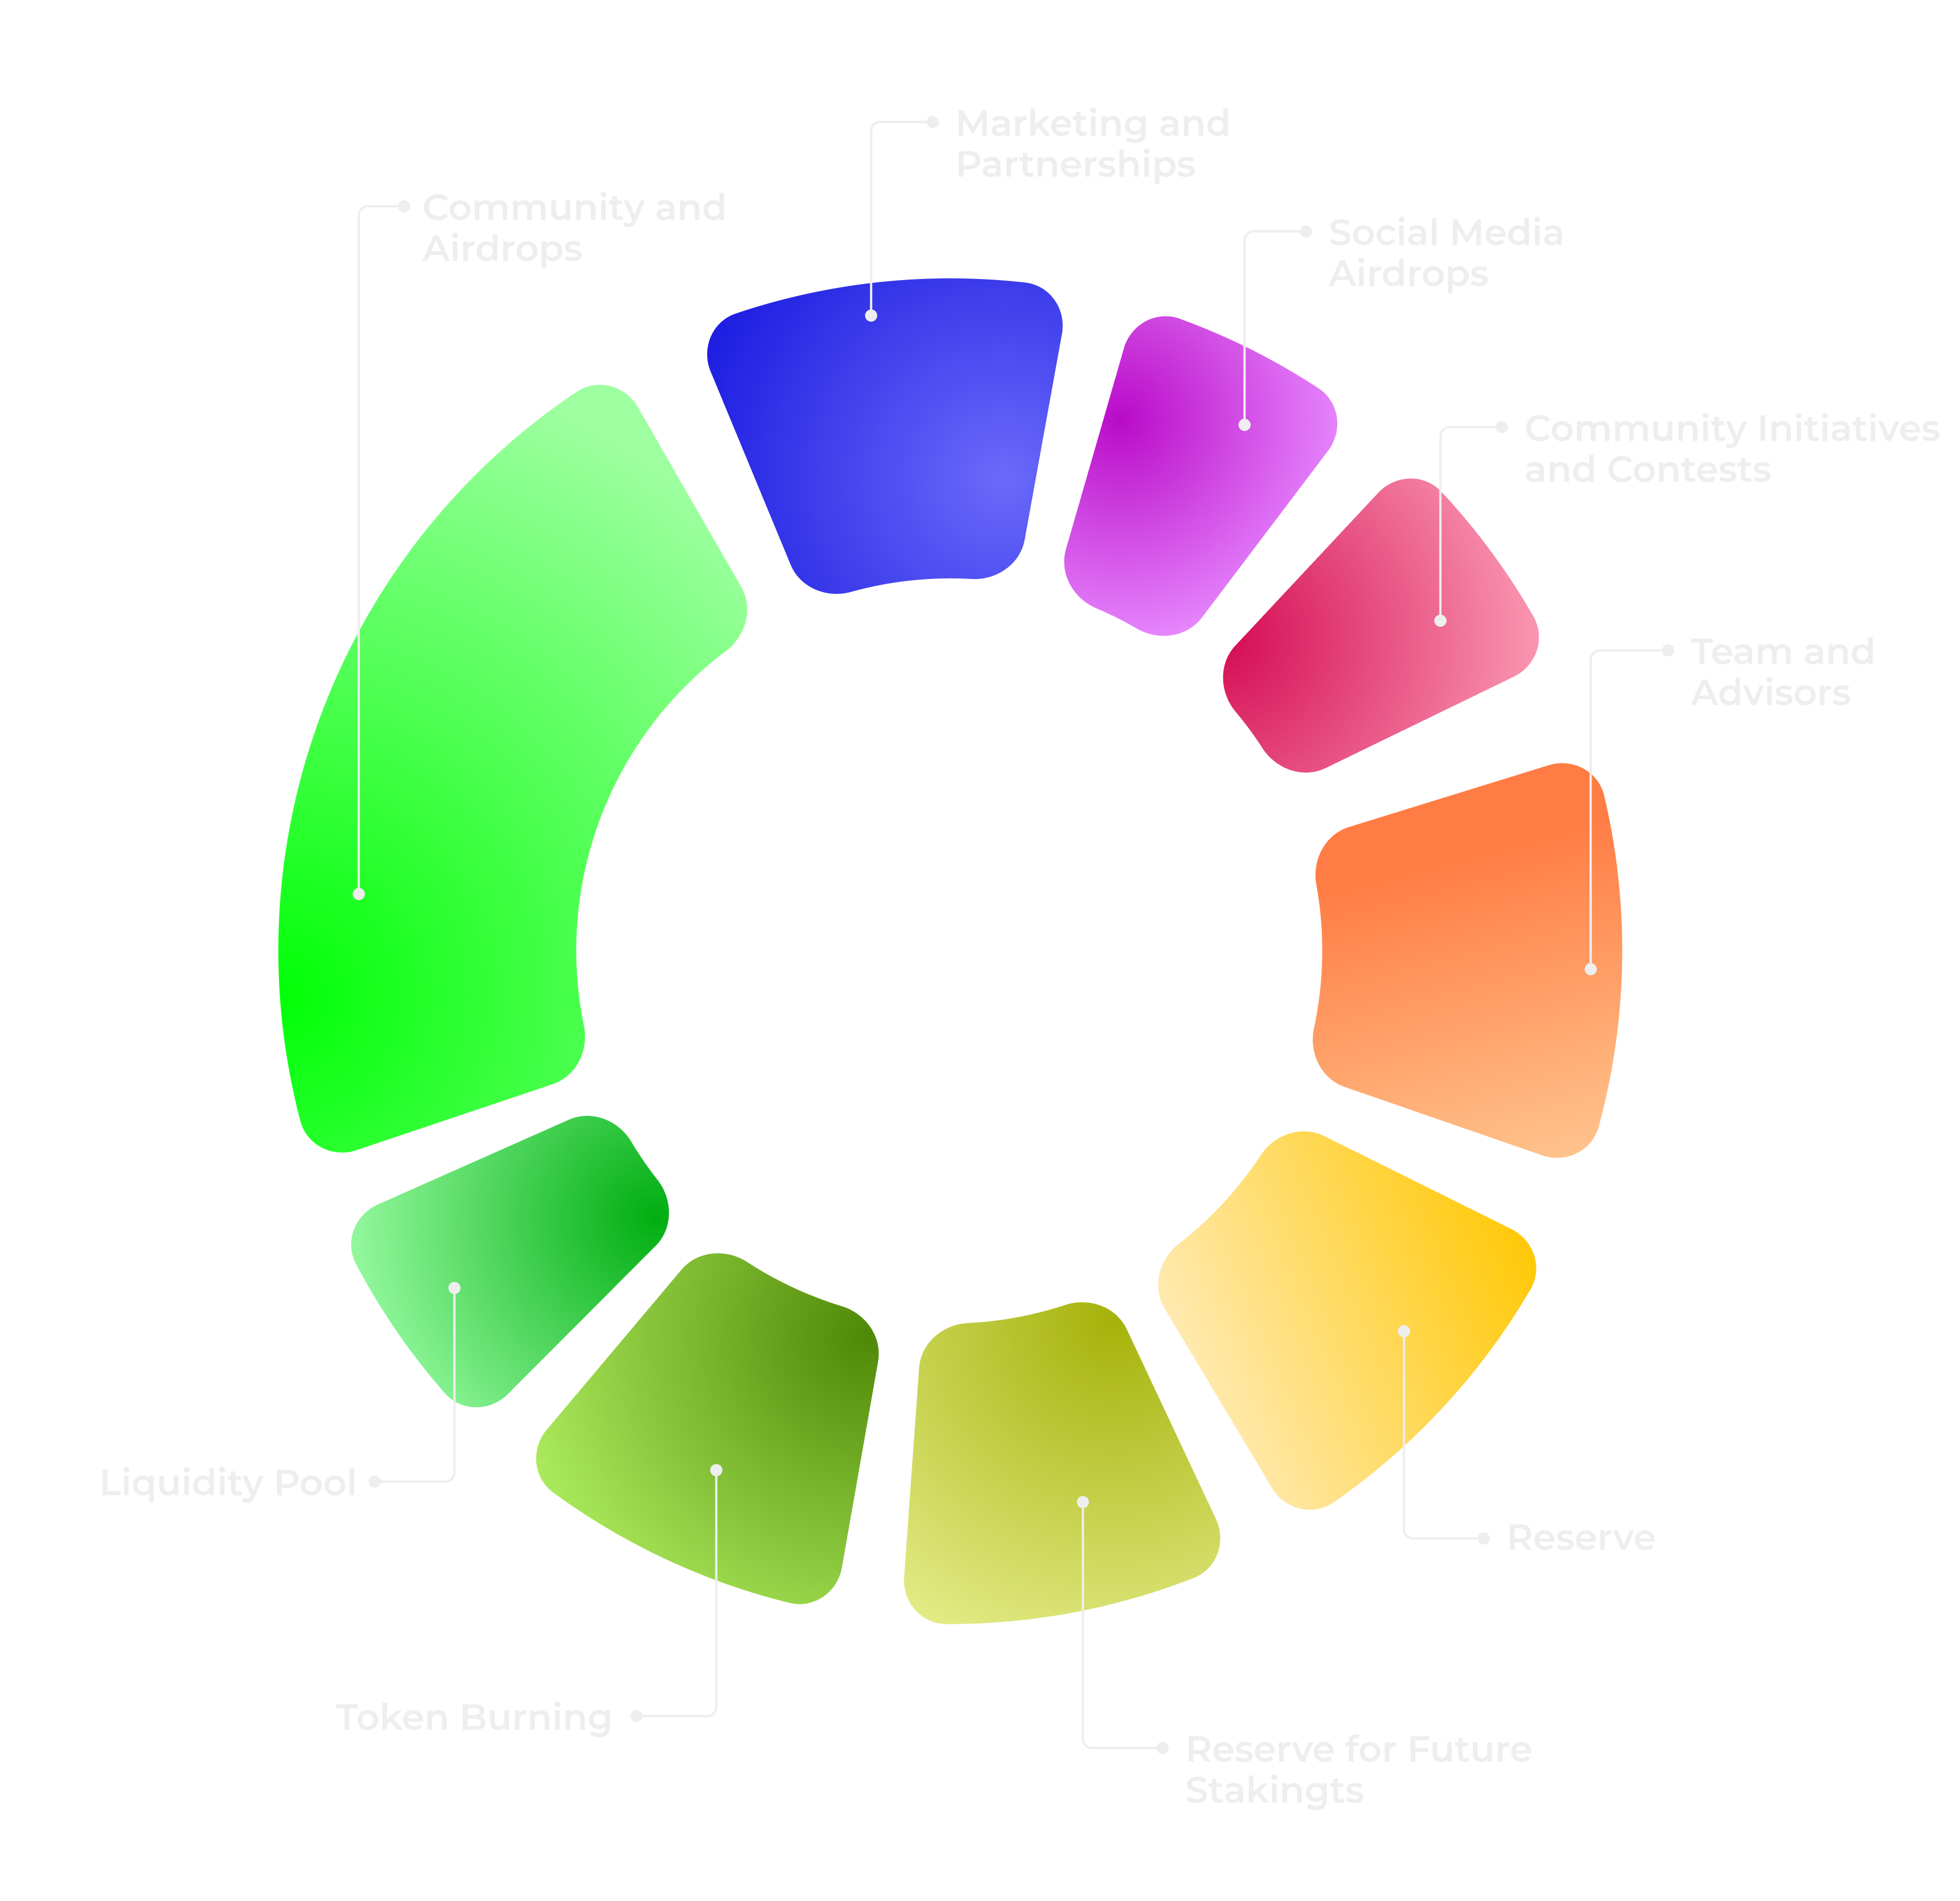 Marketing and
Partnerships
Community and
Airdrops
Social Media
Airdrops
Community Initiatives
and Contests
Team and
Advisors
Liquidity Pool
Reserve
Token Burning
Reserve for Future
Stakingts